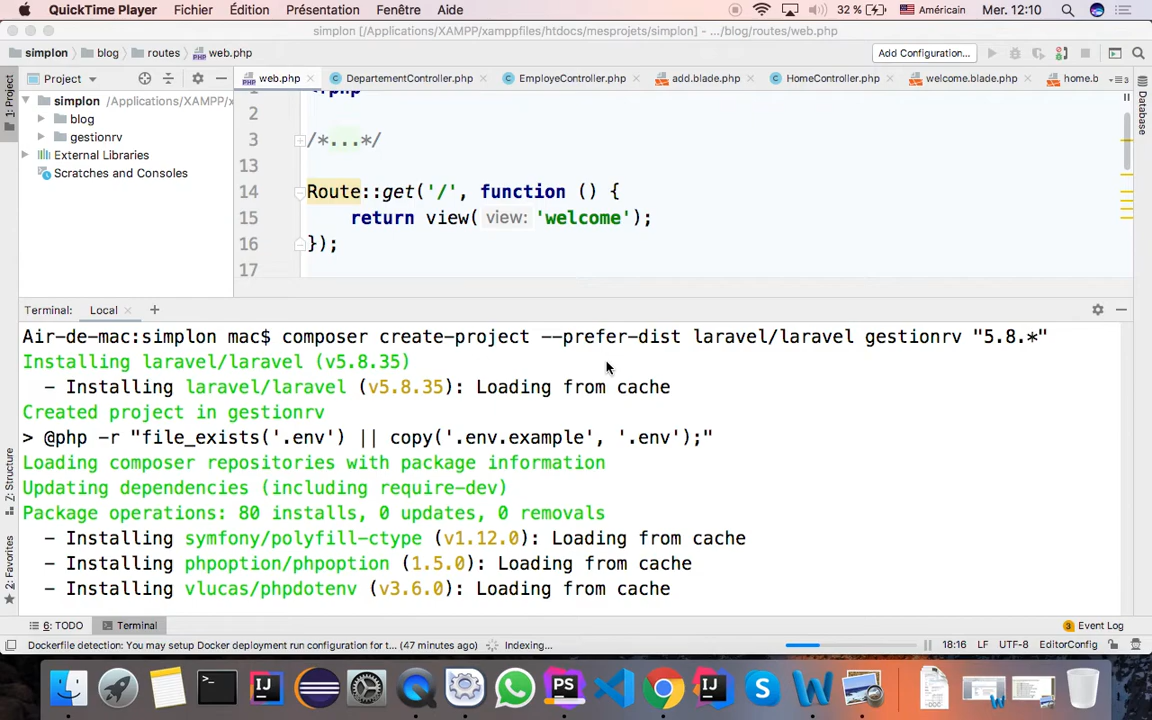 QuickTime Player Fichier Édition Présentation Fenêtre Aide 32 % Américain Mer. 12:10
simplon [/Applications/XAMPP/xamppfiles/htdocs/mesprojets/simplon] - .../blog/routes/web.php
simplon blog routes web.php Add Configuration...
1: Project Project web.php DepartementController.php EmployeController.php add.blade.php HomeController.php welcome.blade.php home.b
simplon /Applications/XAMPP/x
blog
gestionrv
External Libraries
Scratches and Consoles
Database
1 <?php
2
3 /*...*/
13
14 Route::get('/', function () {
15 return view( view: 'welcome');
16 });
17
Terminal: Local
Air-de-mac:simplon mac$ composer create-project --prefer-dist laravel/laravel gestionrv "5.8.*"
Installing laravel/laravel (v5.8.35)
- Installing laravel/laravel (v5.8.35): Loading from cache
Created project in gestionrv
> @php -r "file_exists('.env') || copy('.env.example', '.env');"
Loading composer repositories with package information
Updating dependencies (including require-dev)
Package operations: 80 installs, 0 updates, 0 removals
- Installing symfony/polyfill-ctype (v1.12.0): Loading from cache
- Installing phpoption/phpoption (1.5.0): Loading from cache
- Installing vlucas/phpdotenv (v3.6.0): Loading from cache
Z: Structure
2: Favorites
6: TODO Terminal 3 Event Log
Dockerfile detection: You may setup Docker deployment run configuration for t... (47 minutes ago) Indexing... 18:16 LF UTF-8 EditorConfig